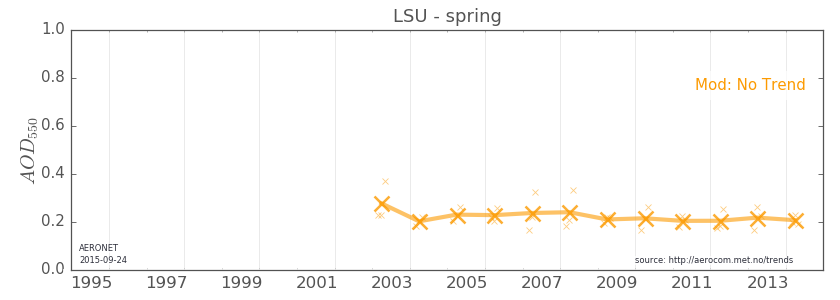 LSU - spring
1.0
0.8
0.6
0.4
0.2
0.0
AOD550
Mod: No Trend
AERONET
2015-09-24
source: http://aerocom.met.no/trends
1995 1997 1999 2001 2003 2005 2007 2009 2011 2013